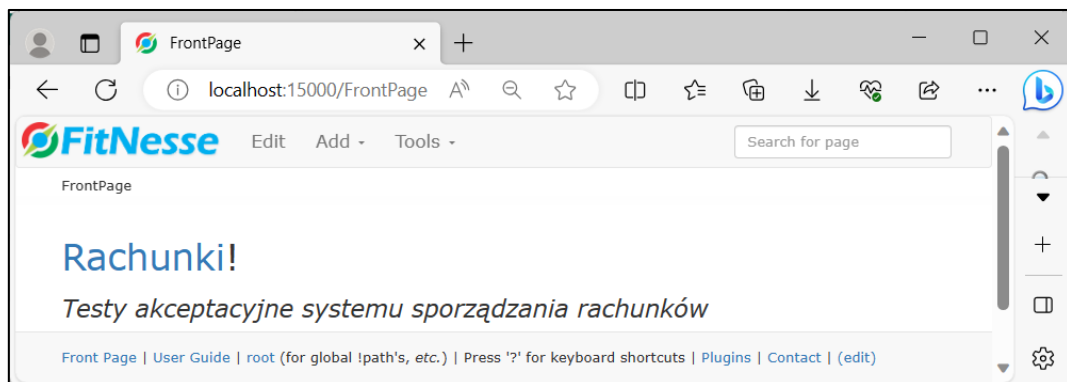 FrontPage
localhost:15000/FrontPage
FitNesse Edit Add Tools Search for page
FrontPage
Rachunki!
Testy akceptacyjne systemu sporządzania rachunków
Front Page | User Guide | root (for global !path's, etc.) | Press '?' for keyboard shortcuts | Plugins | Contact | (edit)